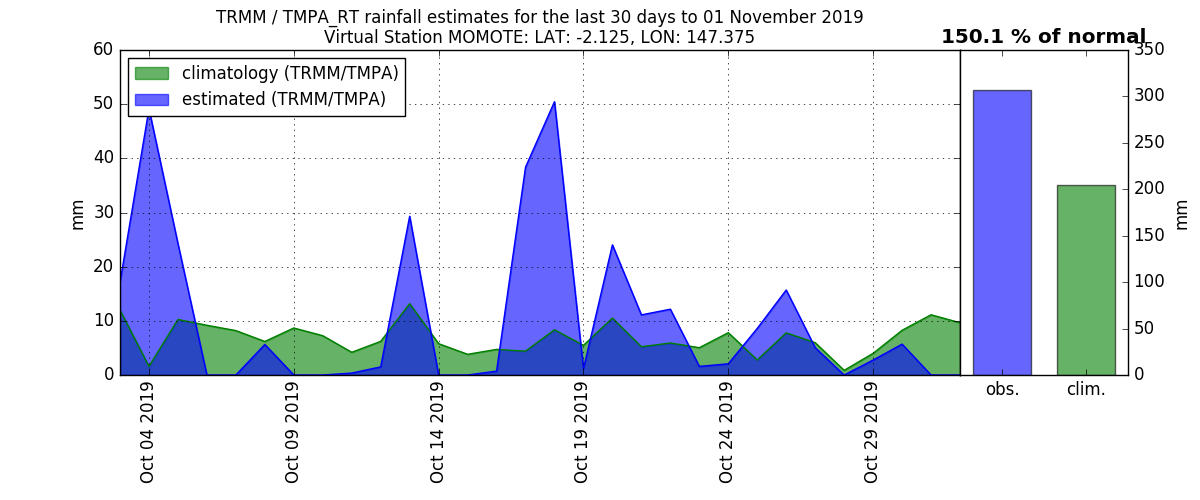 TRMM / TMPA_RT rainfall estimates for the last 30 days to 01 November 2019
Virtual Station MOMOTE: LAT: -2.125, LON: 147.375
150.1 % of normal
climatology (TRMM/TMPA)
estimated (TRMM/TMPA)
60
50
40
30
20
10
0
mm
Oct 04 2019
Oct 09 2019
Oct 14 2019
Oct 19 2019
Oct 24 2019
Oct 29 2019
350
300
250
200
150
100
50
0
mm
obs.
clim.